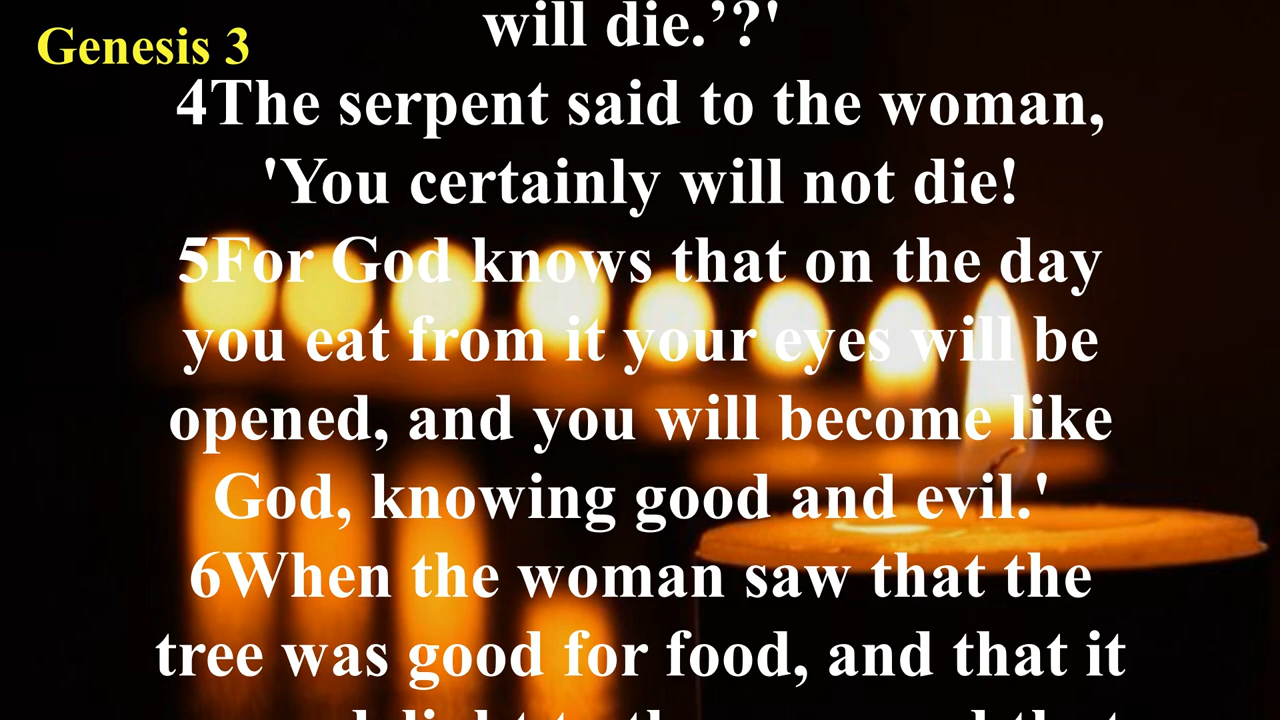 Genesis 3
will die.’?'
4The serpent said to the woman,
'You certainly will not die!
5For God knows that on the day
you eat from it your eyes will be
opened, and you will become like
God, knowing good and evil.'
6When the woman saw that the
tree was good for food, and that it